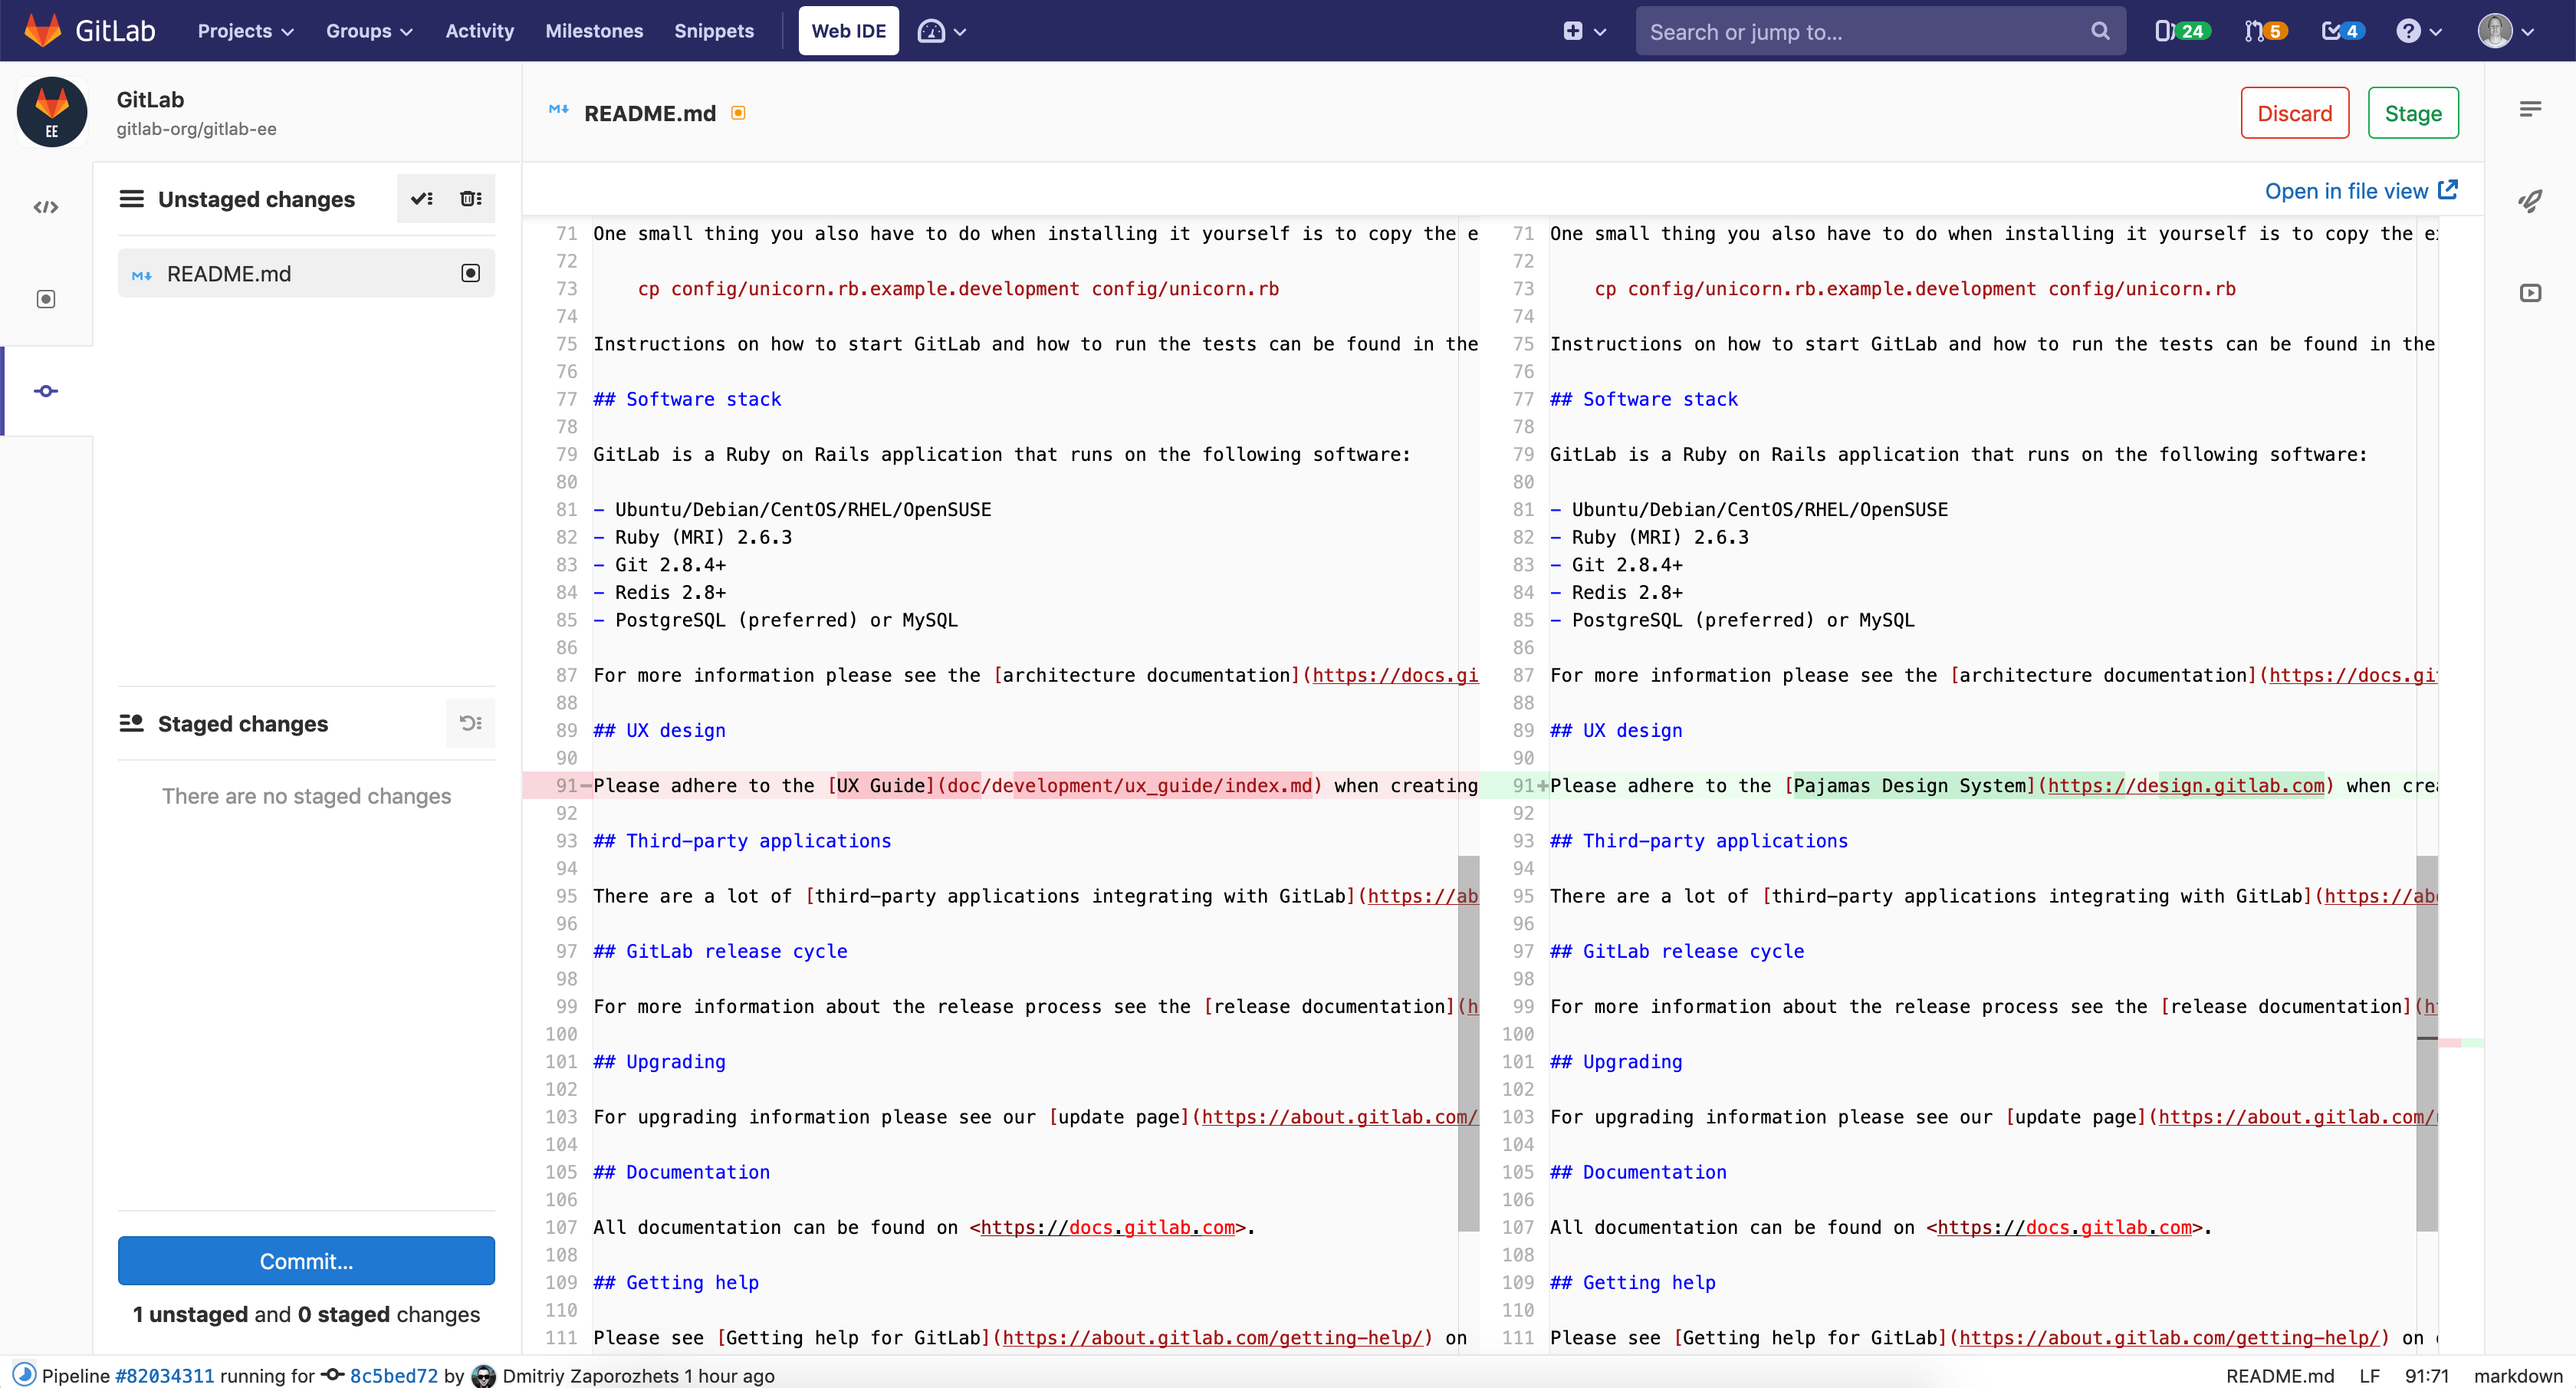 GitLab Projects Groups Activity Milestones Snippets Web IDE Search or jump to... 24 5 4
EE
GitLab
gitlab-org/gitlab-ee
README.md
Discard Stage
Unstaged changes
README.md
Staged changes
There are no staged changes
Commit...
1 unstaged and 0 staged changes
Open in file view
71 One small thing you also have to do when installing it yourself is to copy the e
72
73 cp config/unicorn.rb.example.development config/unicorn.rb
74
75 Instructions on how to start GitLab and how to run the tests can be found in the
76
77 ## Software stack
78
79 GitLab is a Ruby on Rails application that runs on the following software:
80
81 - Ubuntu/Debian/CentOS/RHEL/OpenSUSE
82 - Ruby (MRI) 2.6.3
83 - Git 2.8.4+
84 - Redis 2.8+
85 - PostgreSQL (preferred) or MySQL
86
87 For more information please see the [architecture documentation](https://docs.gi
88
89 ## UX design
90
91 - Please adhere to the [UX Guide](doc/development/ux_guide/index.md) when creating
92
93 ## Third-party applications
94
95 There are a lot of [third-party applications integrating with GitLab](https://ab
96
97 ## GitLab release cycle
98
99 For more information about the release process see the [release documentation](h
100
101 ## Upgrading
102
103 For upgrading information please see our [update page](https://about.gitlab.com/
104
105 ## Documentation
106
107 All documentation can be found on <https://docs.gitlab.com>.
108
109 ## Getting help
110
111 Please see [Getting help for GitLab](https://about.gitlab.com/getting-help/) on
71 One small thing you also have to do when installing it yourself is to copy the e
72
73 cp config/unicorn.rb.example.development config/unicorn.rb
74
75 Instructions on how to start GitLab and how to run the tests can be found in the
76
77 ## Software stack
78
79 GitLab is a Ruby on Rails application that runs on the following software:
80
81 - Ubuntu/Debian/CentOS/RHEL/OpenSUSE
82 - Ruby (MRI) 2.6.3
83 - Git 2.8.4+
84 - Redis 2.8+
85 - PostgreSQL (preferred) or MySQL
86
87 For more information please see the [architecture documentation](https://docs.gi
88
89 ## UX design
90
91 + Please adhere to the [Pajamas Design System](https://design.gitlab.com) when cre
92
93 ## Third-party applications
94
95 There are a lot of [third-party applications integrating with GitLab](https://ab
96
97 ## GitLab release cycle
98
99 For more information about the release process see the [release documentation](h
100
101 ## Upgrading
102
103 For upgrading information please see our [update page](https://about.gitlab.com/
104
105 ## Documentation
106
107 All documentation can be found on <https://docs.gitlab.com>.
108
109 ## Getting help
110
111 Please see [Getting help for GitLab](https://about.gitlab.com/getting-help/) on
Pipeline #82034311 running for 8c5bed72 by Dmitriy Zaporozhets 1 hour ago README.md LF 91:71 markdown